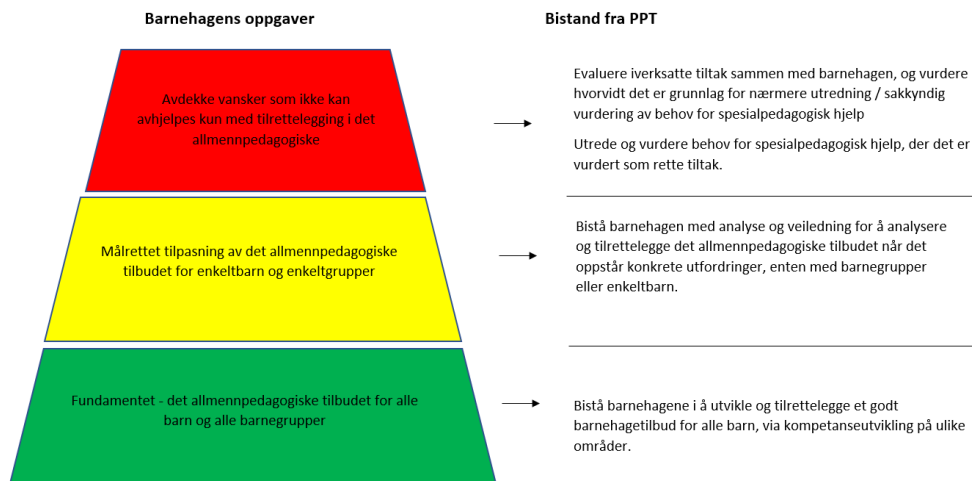 Barnehagens oppgaver
Bistand fra PPT
Avdekke vansker som ikke kan
avhjelpes kun med tilrettelegging i det
allmennpedagogiske
Evaluere iverksatte tiltak sammen med barnehagen, og vurdere
hvorvidt det er grunnlag for nærmere utredning / sakkyndig
vurdering av behov for spesialpedagogisk hjelp
Utrede og vurdere behov for spesialpedagogisk hjelp, der det er
vurdert som rette tiltak.
Målrettet tilpasning av det allmennpedagogiske
tilbudet for enkeltbarn og enkeltgrupper
Bistå barnehagen med analyse og veiledning for å analysere
og tilrettelegge det allmennpedagogiske tilbudet når det
oppstår konkrete utfordringer, enten med barnegrupper
eller enkeltbarn.
Fundamentet - det allmennpedagogiske tilbudet for alle
barn og alle barnegrupper
Bistå barnehagene i å utvikle og tilrettelegge et godt
barnehagetilbud for alle barn, via kompetanseutvikling på ulike
områder.